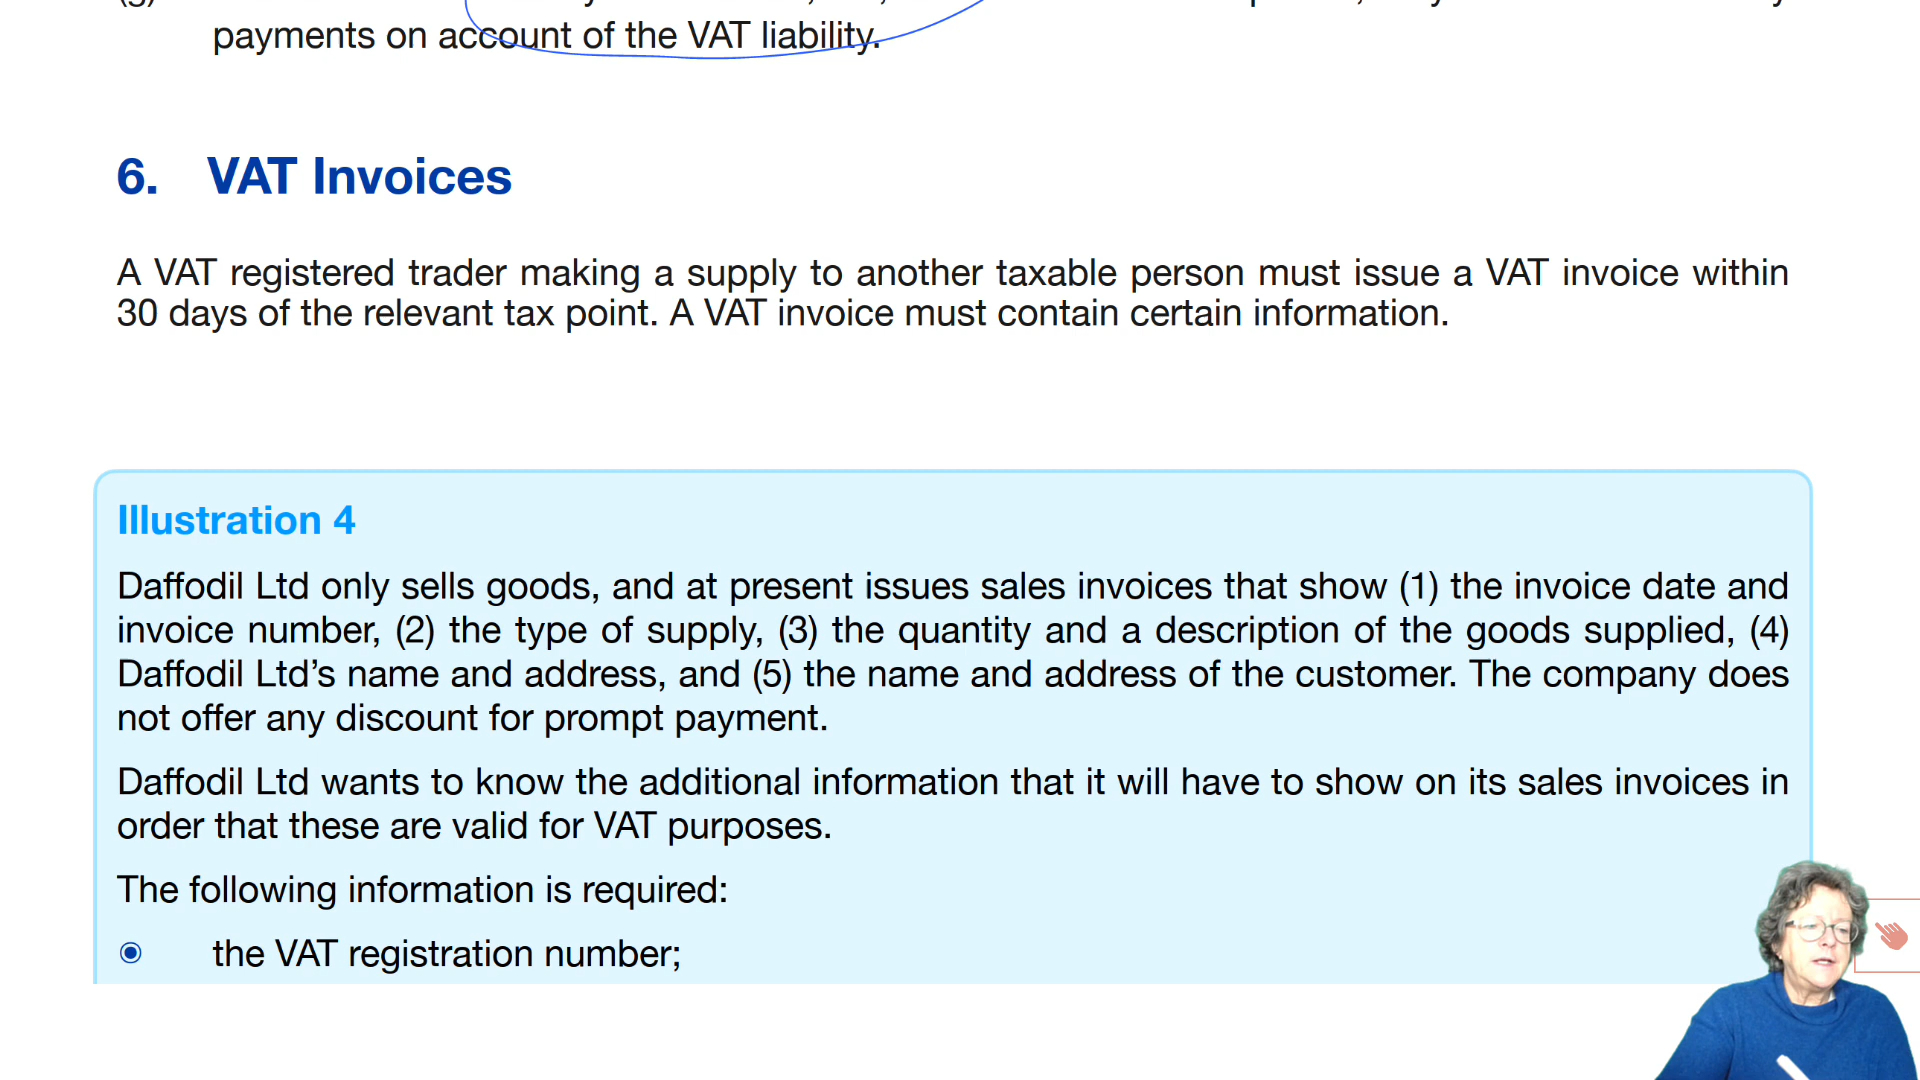 payments on account of the VAT liability.
6. VAT Invoices
A VAT registered trader making a supply to another taxable person must issue a VAT invoice within
30 days of the relevant tax point. A VAT invoice must contain certain information.
Illustration 4
Daffodil Ltd only sells goods, and at present issues sales invoices that show (1) the invoice date and
invoice number, (2) the type of supply, (3) the quantity and a description of the goods supplied, (4)
Daffodil Ltd’s name and address, and (5) the name and address of the customer. The company does
not offer any discount for prompt payment.
Daffodil Ltd wants to know the additional information that it will have to show on its sales invoices in
order that these are valid for VAT purposes.
The following information is required:
the VAT registration number;